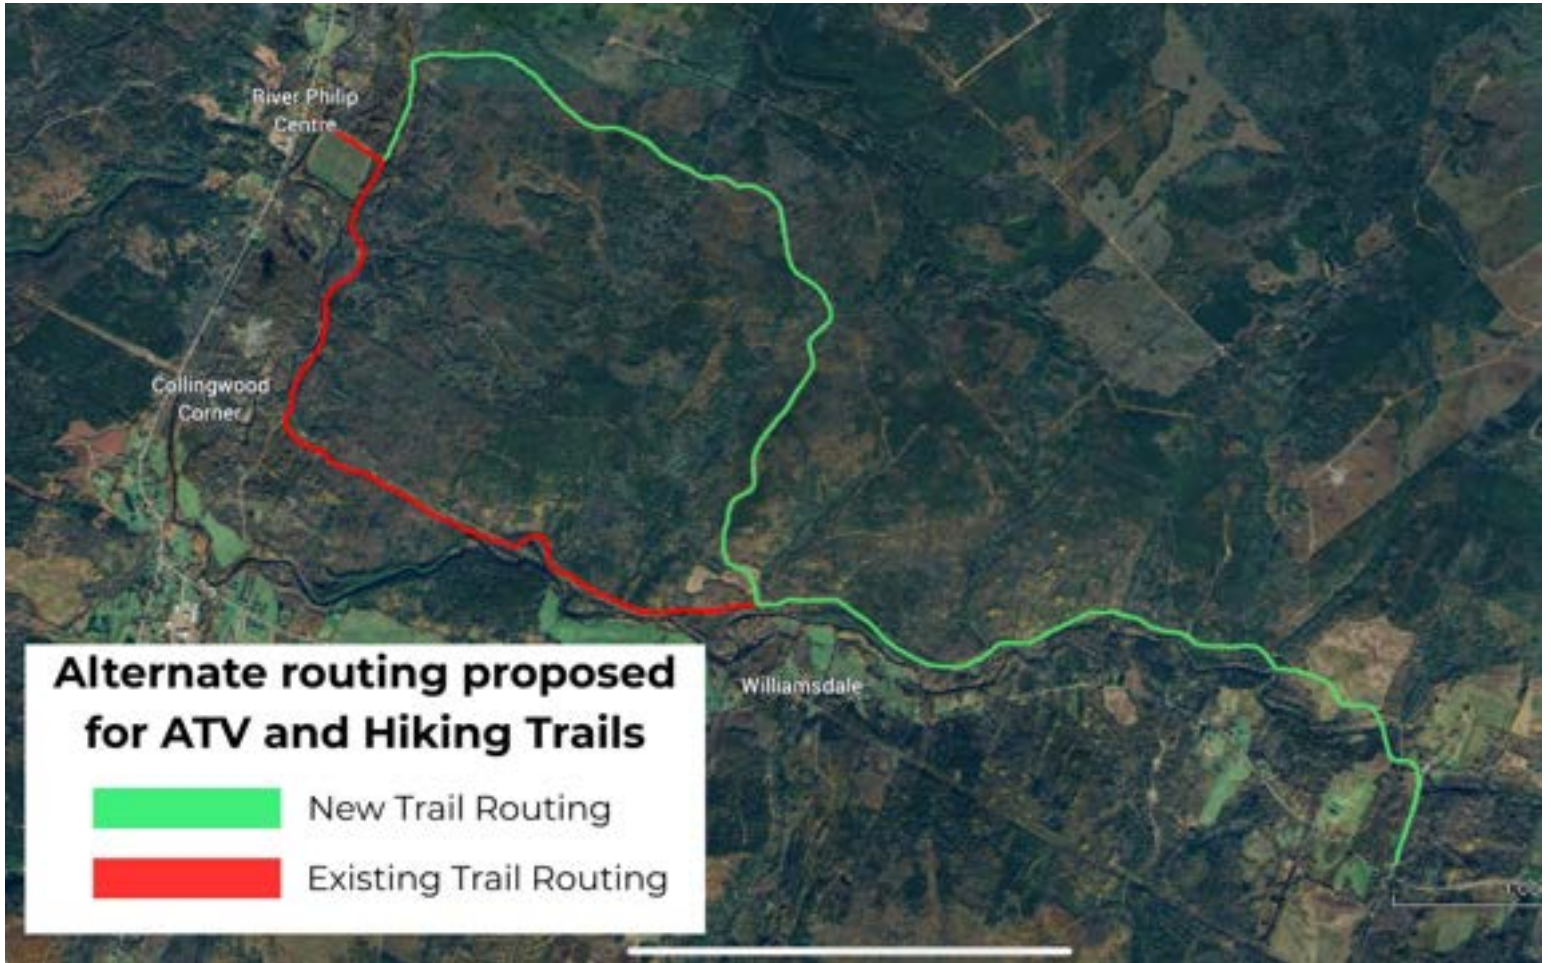 River Philip
Centre
Collingwood
Corner
Williamsdale
Alternate routing proposed
for ATV and Hiking Trails
New Trail Routing
Existing Trail Routing